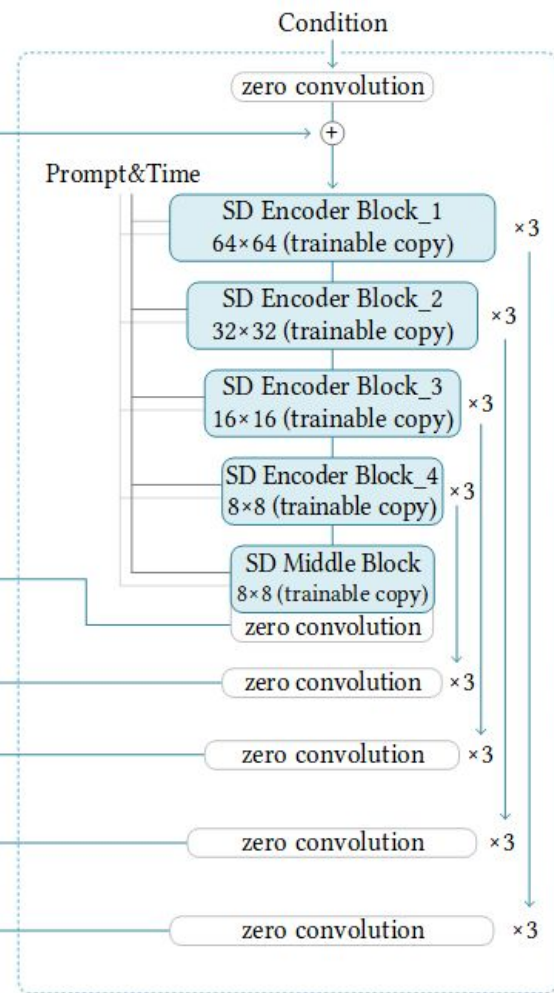 Condition
zero convolution
+
Prompt&Time
SD Encoder Block_1
64×64 (trainable copy)
×3
SD Encoder Block_2
32×32 (trainable copy)
×3
SD Encoder Block_3
16×16 (trainable copy)
×3
SD Encoder Block_4
8×8 (trainable copy)
×3
SD Middle Block
8×8 (trainable copy)
zero convolution
zero convolution
×3
zero convolution
×3
zero convolution
×3
zero convolution
×3